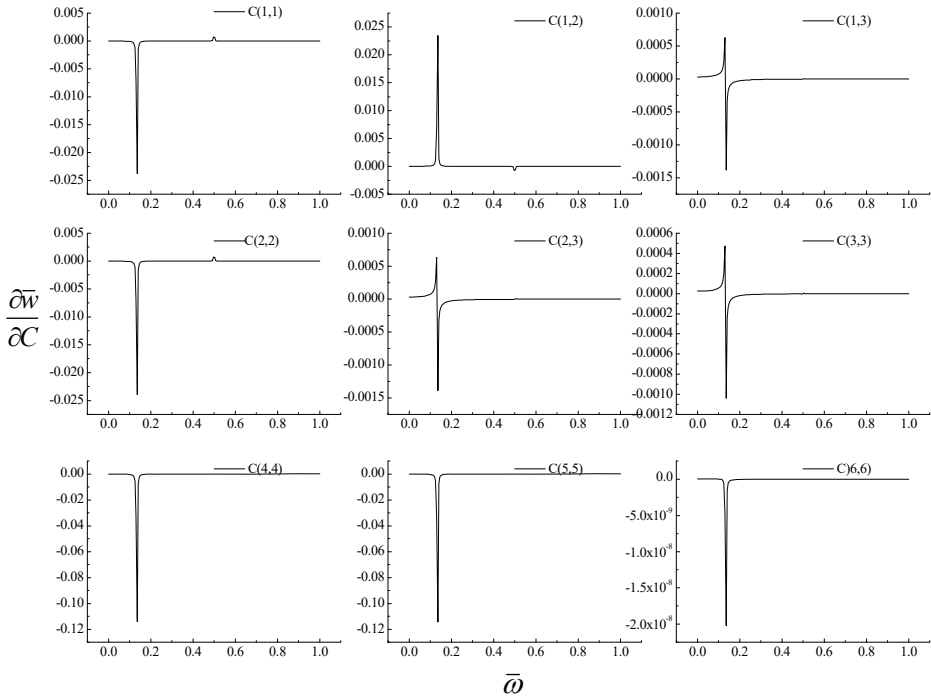 0.005 C(1,1)
0.000
-0.005
-0.010
-0.015
-0.020
-0.025
0.0 0.2 0.4 0.6 0.8 1.0
0.025 C(1,2)
0.020
0.015
0.010
0.005
0.000
-0.005
0.0 0.2 0.4 0.6 0.8 1.0
0.0010 C(1,3)
0.0005
0.0000
-0.0005
-0.0010
-0.0015
0.0 0.2 0.4 0.6 0.8 1.0
0.005 C(2,2)
0.000
-0.005
-0.010
-0.015
-0.020
-0.025
0.0 0.2 0.4 0.6 0.8 1.0
0.0010 C(2,3)
0.0005
0.0000
-0.0005
-0.0010
-0.0015
0.0 0.2 0.4 0.6 0.8 1.0
0.0006 C(3,3)
0.0004
0.0002
0.0000
-0.0002
-0.0004
-0.0006
-0.0008
-0.0010
-0.0012
0.0 0.2 0.4 0.6 0.8 1.0
∂w̅
∂C
0.00 C(4,4)
-0.02
-0.04
-0.06
-0.08
-0.10
-0.12
0.0 0.2 0.4 0.6 0.8 1.0
0.00 C(5,5)
-0.02
-0.04
-0.06
-0.08
-0.10
-0.12
0.0 0.2 0.4 0.6 0.8 1.0
C)6,6)
0.0
-5.0x10⁻⁹
-1.0x10⁻⁸
-1.5x10⁻⁸
-2.0x10⁻⁸
0.0 0.2 0.4 0.6 0.8 1.0
ω̅